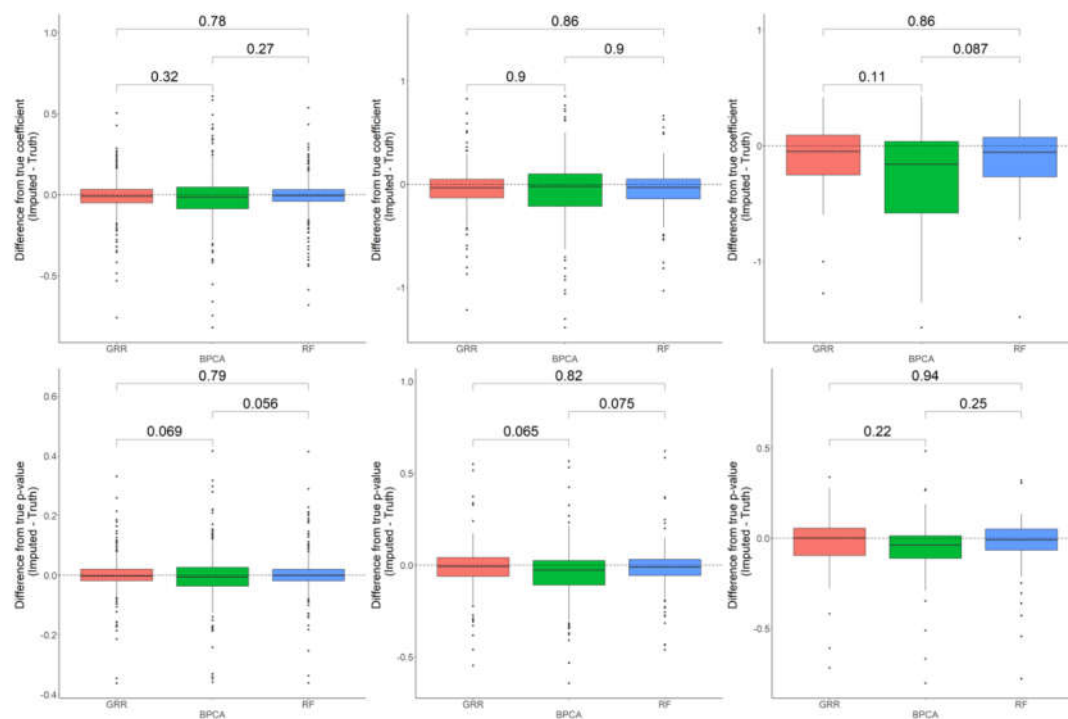 Difference from true coefficient
(Imputed - Truth)
1.0
0.5
0.0
-0.5
0.78
0.27
0.32
GRR
BPCA
RF
Difference from true coefficient
(Imputed - Truth)
1
0
-1
0.86
0.9
0.9
GRR
BPCA
RF
Difference from true coefficient
(Imputed - Truth)
1
0
-1
0.86
0.087
0.11
GRR
BPCA
RF
Difference from true p-value
(Imputed - Truth)
0.6
0.4
0.2
0.0
-0.2
-0.4
0.79
0.056
0.069
GRR
BPCA
RF
Difference from true p-value
(Imputed - Truth)
1.0
0.5
0.0
-0.5
0.82
0.075
0.065
GRR
BPCA
RF
Difference from true p-value
(Imputed - Truth)
0.5
0.0
-0.5
0.94
0.25
0.22
GRR
BPCA
RF